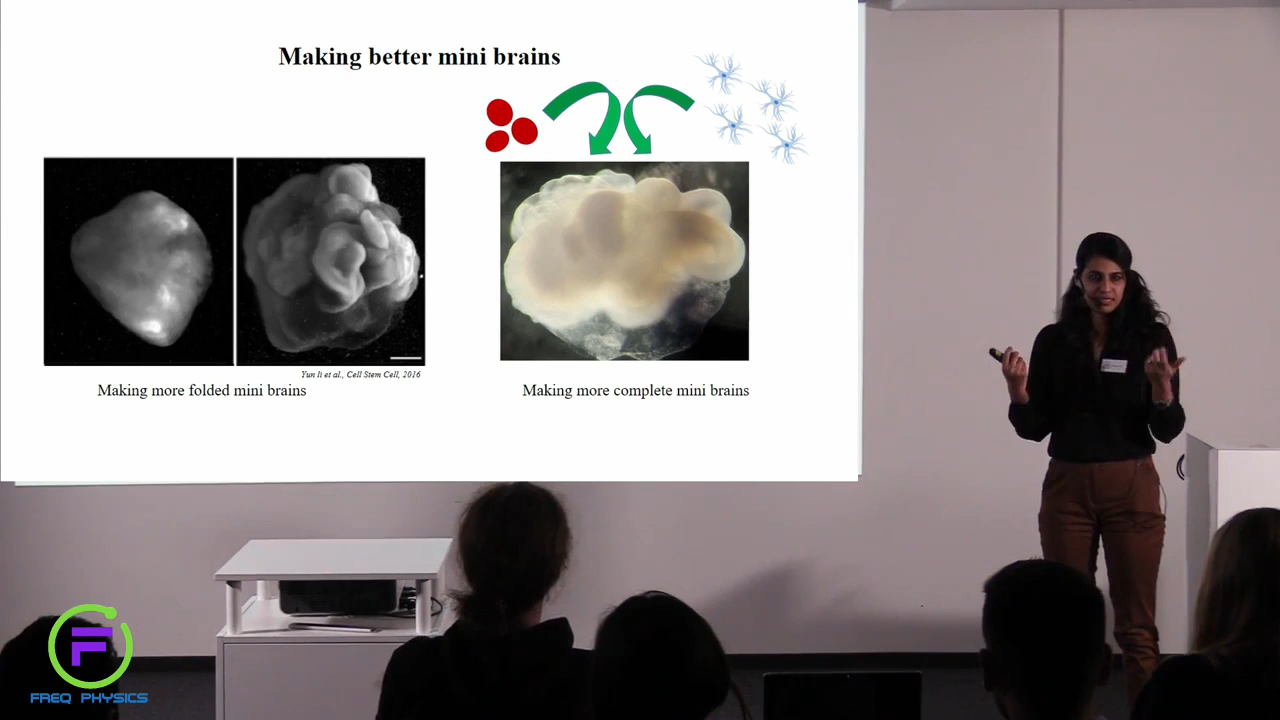 Making better mini brains
Yun li et al., Cell Stem Cell, 2016
Making more folded mini brains
Making more complete mini brains
F
FREQ PHYSICS